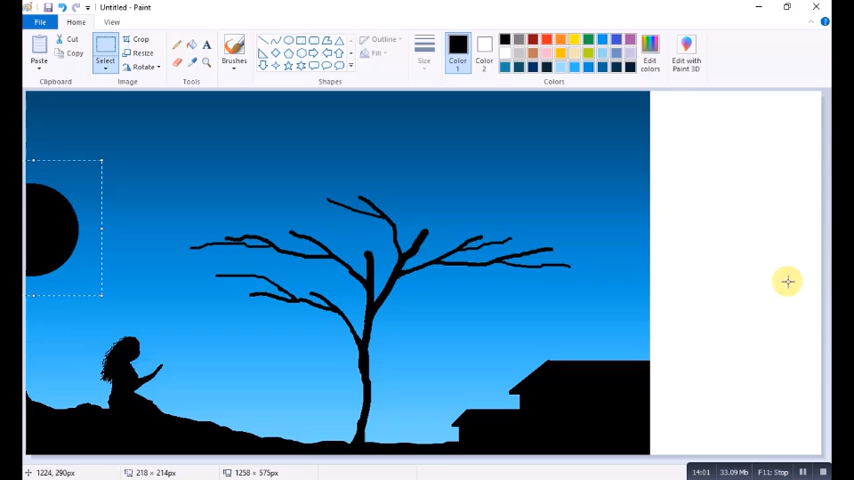 Untitled - Paint
File Home View
Paste
Cut
Copy
Clipboard
Select
Crop
Resize
Rotate
Image
A
Tools
Brushes
Outline
Fill
Shapes
Size
Color 1
Color 2
Edit colors
Colors
Edit with Paint 3D
1224, 290px
218 × 214px
1258 × 575px
14:01 33.09 Mb F11: Stop